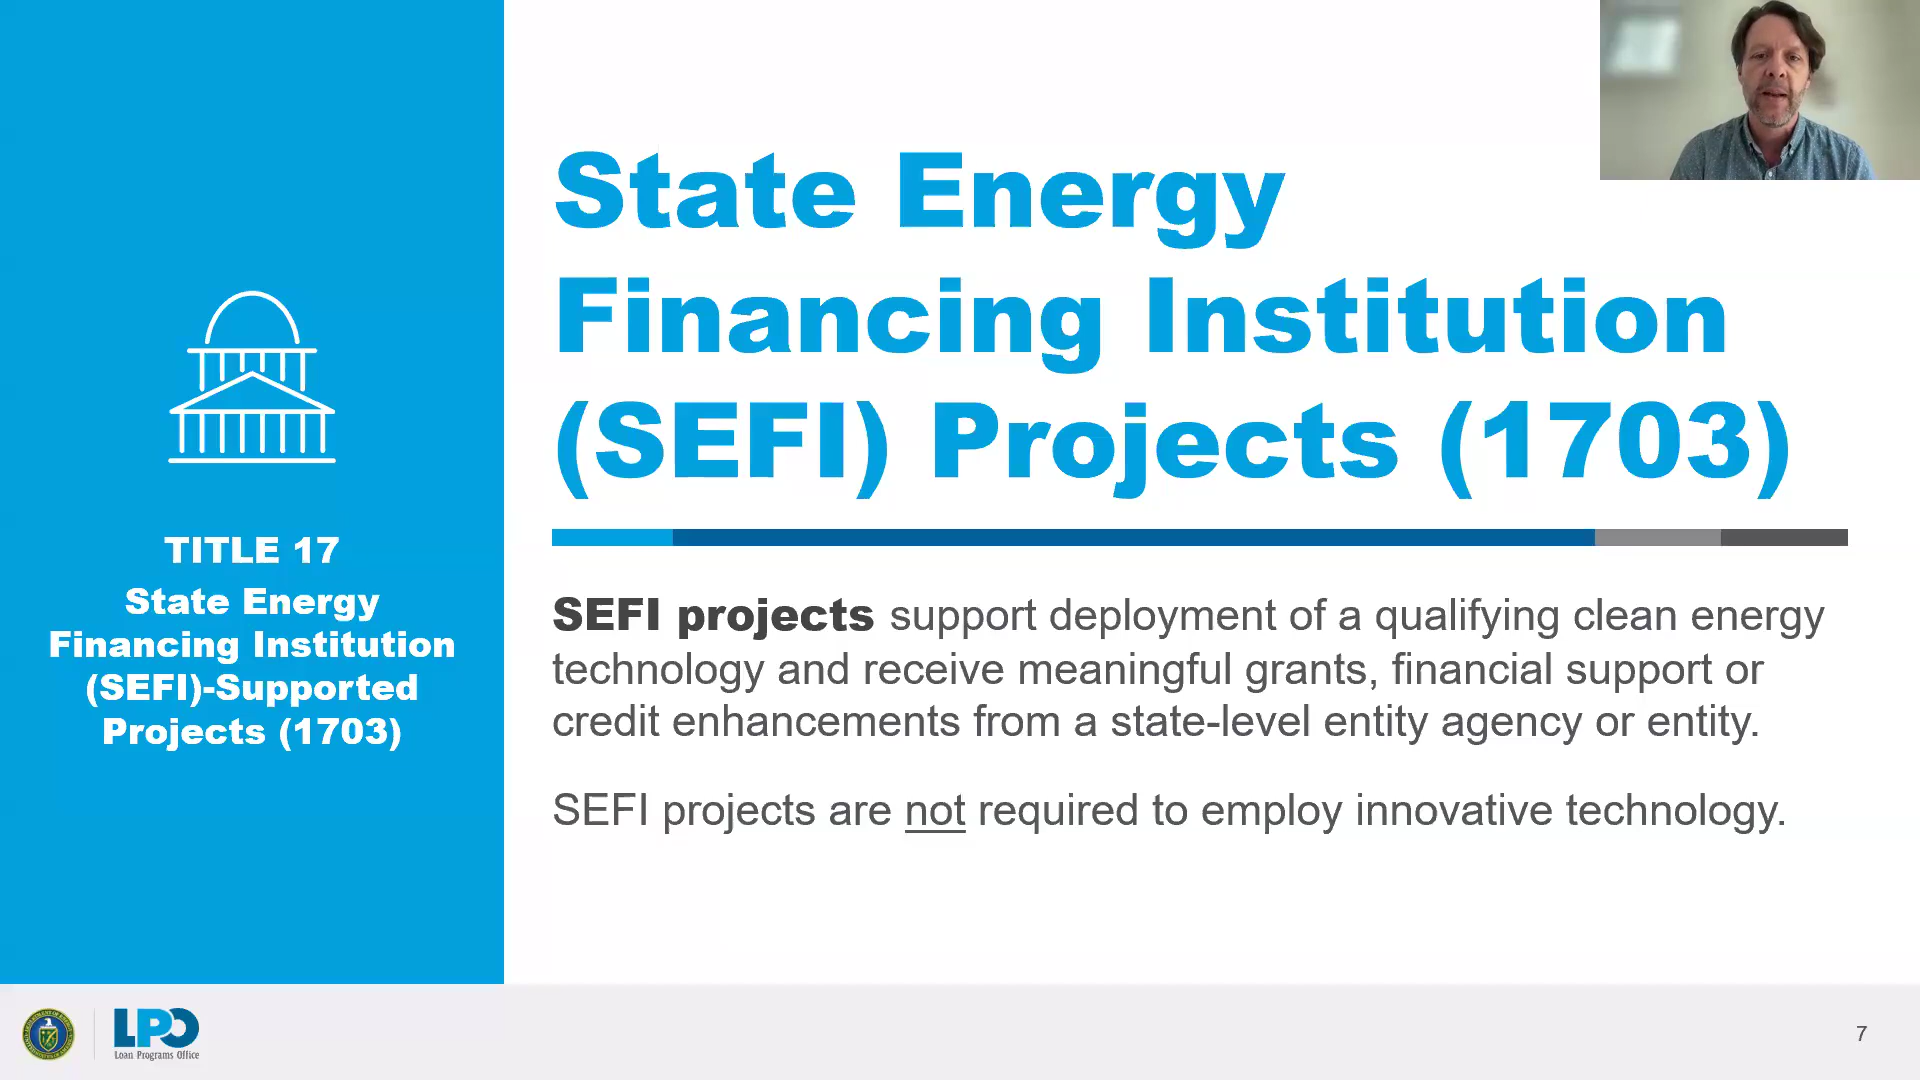 State Energy
Financing Institution
(SEFI) Projects (1703)
TITLE 17
State Energy
Financing Institution
(SEFI)-Supported
Projects (1703)
SEFI projects support deployment of a qualifying clean energy
technology and receive meaningful grants, financial support or
credit enhancements from a state-level entity agency or entity.
SEFI projects are not required to employ innovative technology.
LPO
Loan Programs Office
7